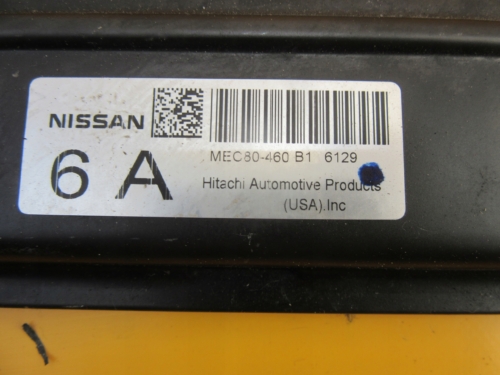 NISSAN
6 A
MEC80-460 B1 6129
Hitachi Automotive Products
(USA).Inc